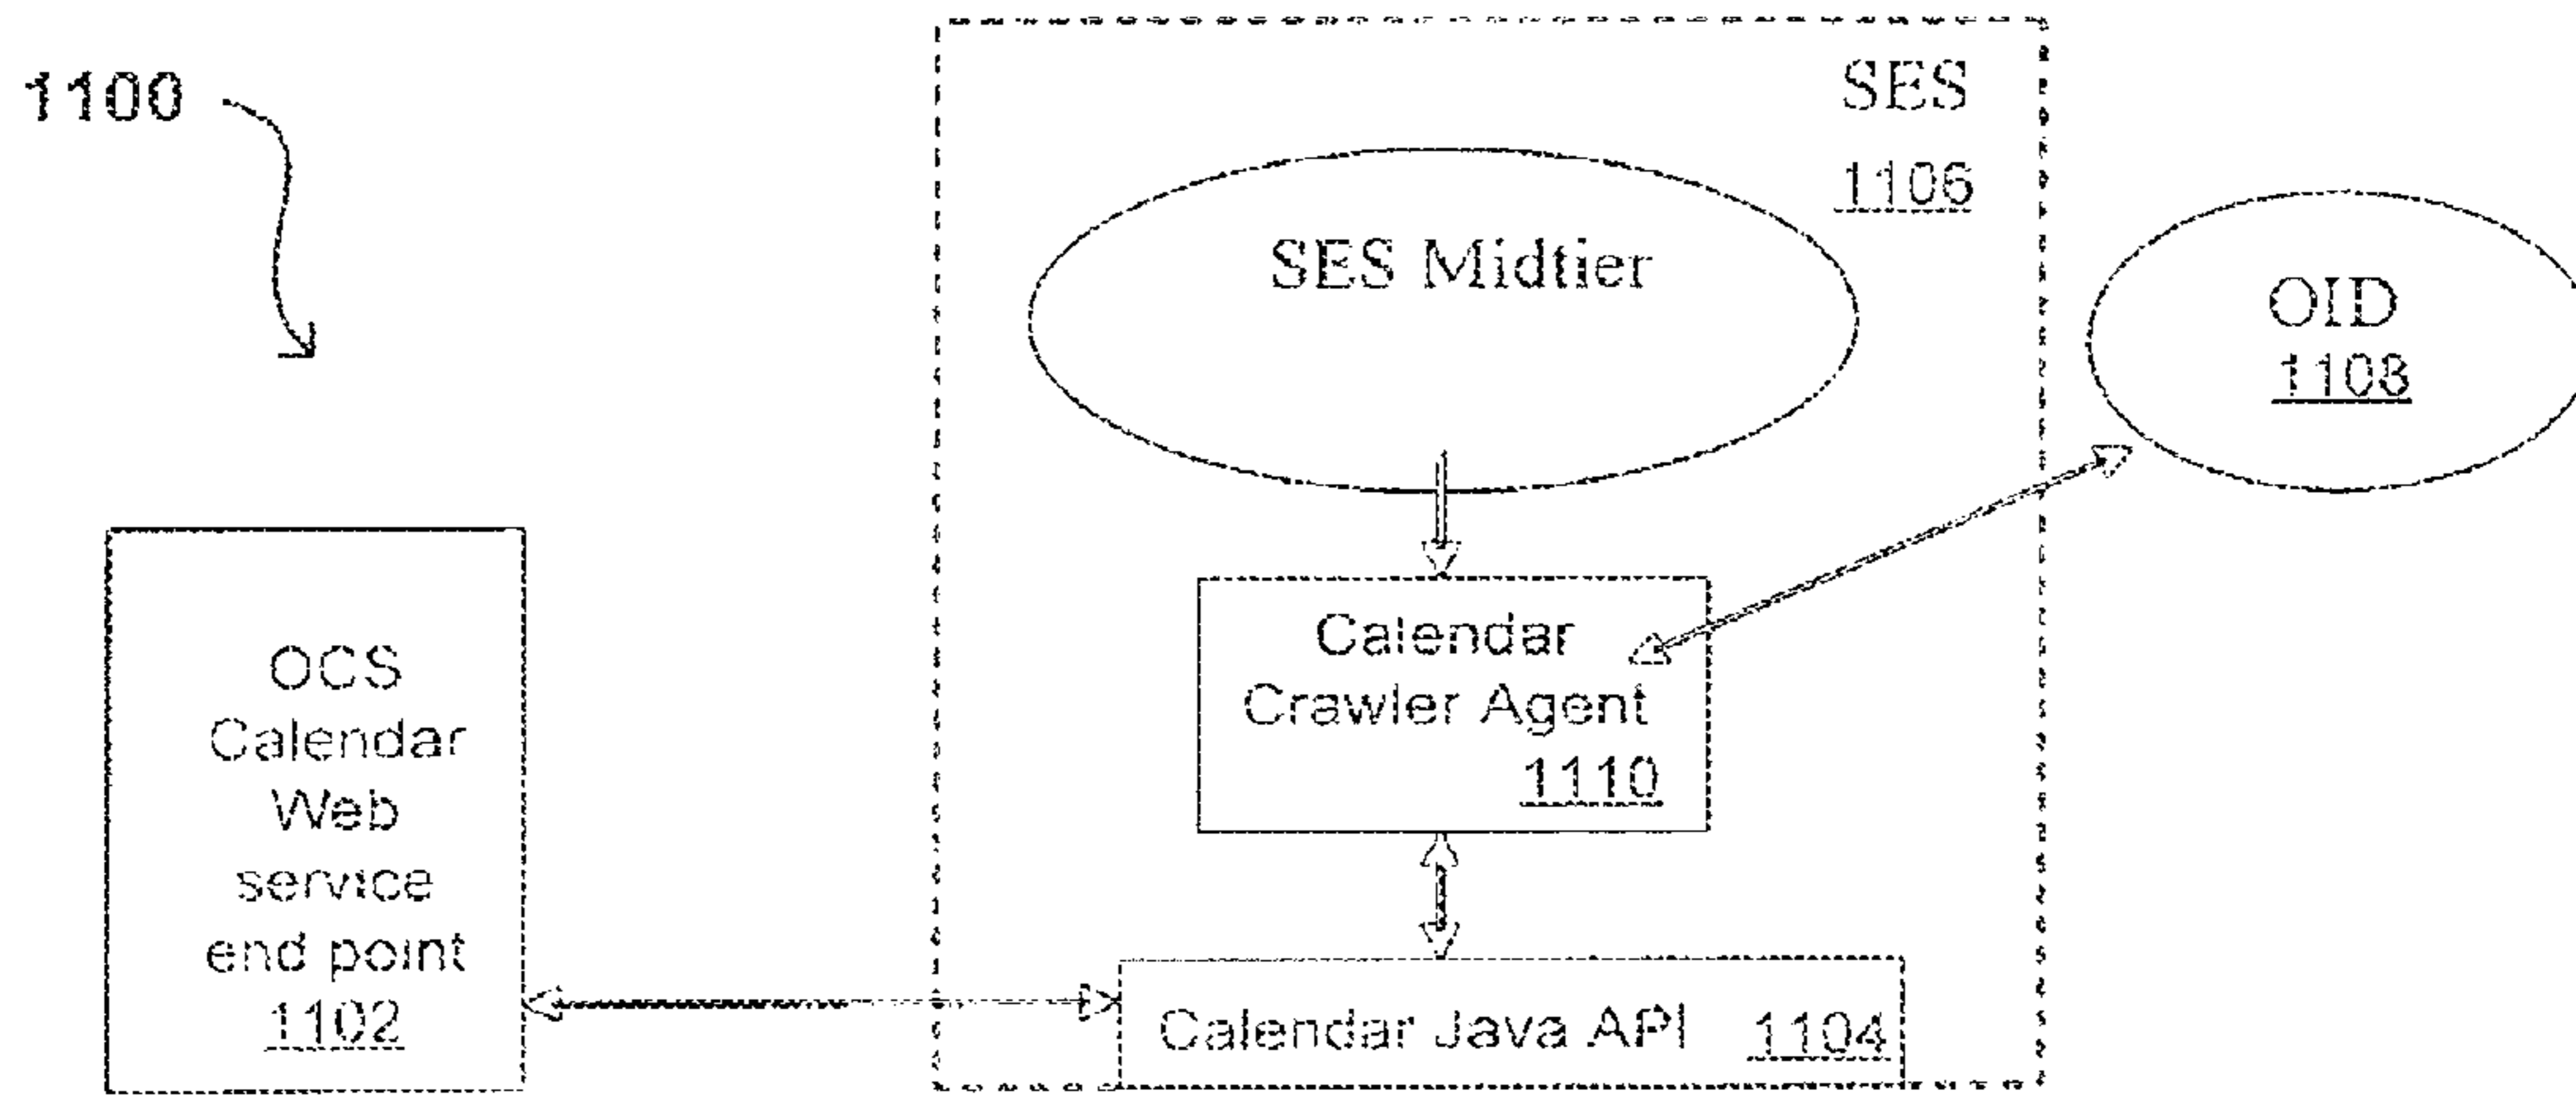 1100
SES
1106
SES Midtier
OID
1108
Calendar
Crawler Agent
1110
OCS
Calendar
Web
service
end point
1102
Calendar Java API 1104